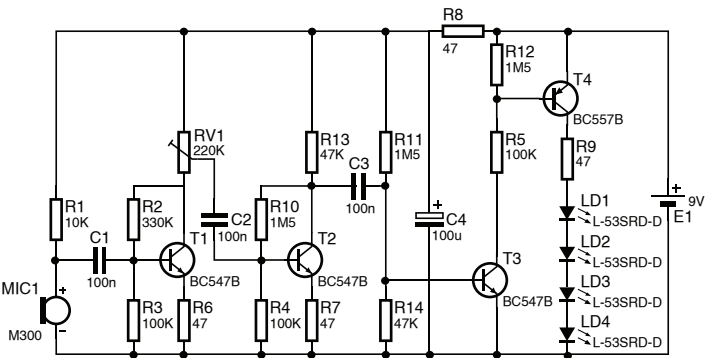 R8
47
R12
1M5
T4
BC557B
RV1
220K
R13
47K
C3
100n
R11
1M5
R5
100K
R9
47
R1
10K
R2
330K
C2
100n
R10
1M5
C4
100u
+
LD1
L-53SRD-D
+
9V
E1
C1
100n
T1
BC547B
T2
BC547B
T3
BC547B
LD2
L-53SRD-D
MIC1
M300
+
-
R3
100K
R6
47
R4
100K
R7
47
R14
47K
LD3
L-53SRD-D
LD4
L-53SRD-D